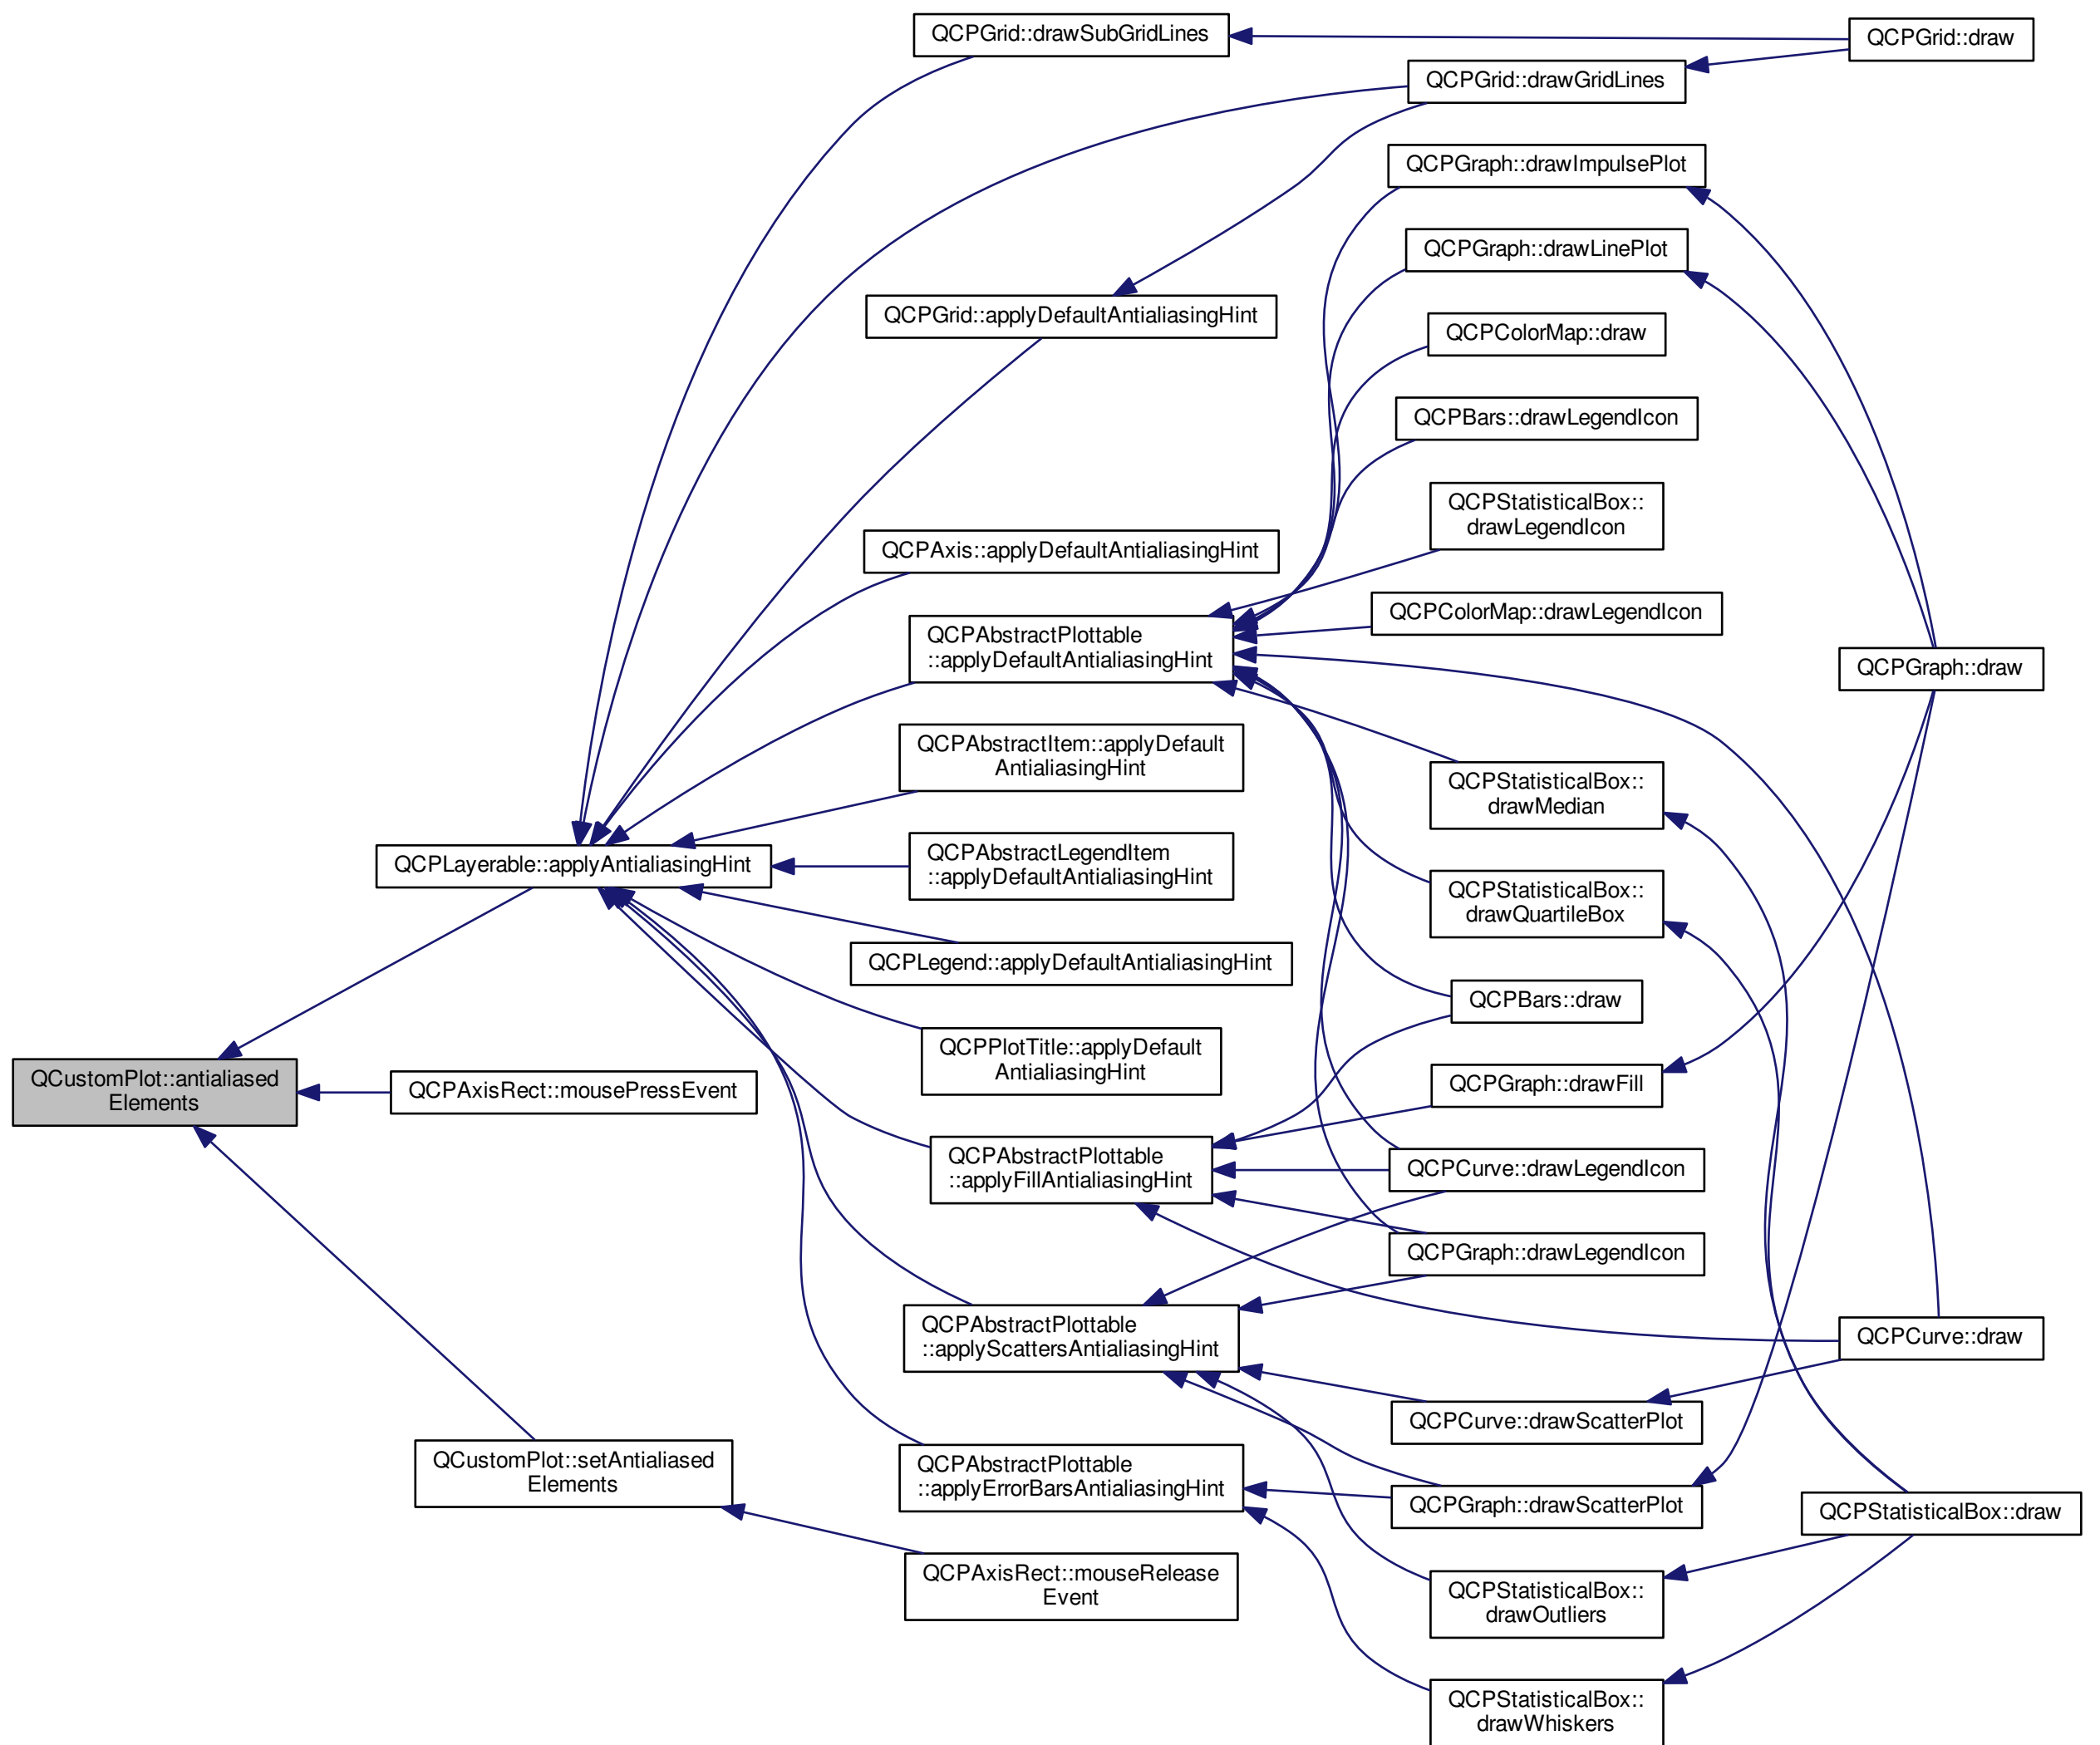 QCPGrid::drawSubGridLines
QCPGrid::draw
QCPGrid::drawGridLines
QCPGraph::drawImpulsePlot
QCPGraph::drawLinePlot
QCPGrid::applyDefaultAntialiasingHint
QCPColorMap::draw
QCPBars::drawLegendIcon
QCPStatisticalBox::
drawLegendIcon
QCPAxis::applyDefaultAntialiasingHint
QCPColorMap::drawLegendIcon
QCPAbstractPlottable
::applyDefaultAntialiasingHint
QCPGraph::draw
QCPAbstractItem::applyDefault
AntialiasingHint
QCPStatisticalBox::
drawMedian
QCPLayerable::applyAntialiasingHint
QCPAbstractLegendItem
::applyDefaultAntialiasingHint
QCPStatisticalBox::
drawQuartileBox
QCPLegend::applyDefaultAntialiasingHint
QCPBars::draw
QCPPlotTitle::applyDefault
AntialiasingHint
QCustomPlot::antialiased
Elements
QCPAxisRect::mousePressEvent
QCPGraph::drawFill
QCPAbstractPlottable
::applyFillAntialiasingHint
QCPCurve::drawLegendIcon
QCPGraph::drawLegendIcon
QCPAbstractPlottable
::applyScattersAntialiasingHint
QCPCurve::draw
QCPCurve::drawScatterPlot
QCustomPlot::setAntialiased
Elements
QCPAbstractPlottable
::applyErrorBarsAntialiasingHint
QCPGraph::drawScatterPlot
QCPStatisticalBox::draw
QCPAxisRect::mouseRelease
Event
QCPStatisticalBox::
drawOutliers
QCPStatisticalBox::
drawWhiskers